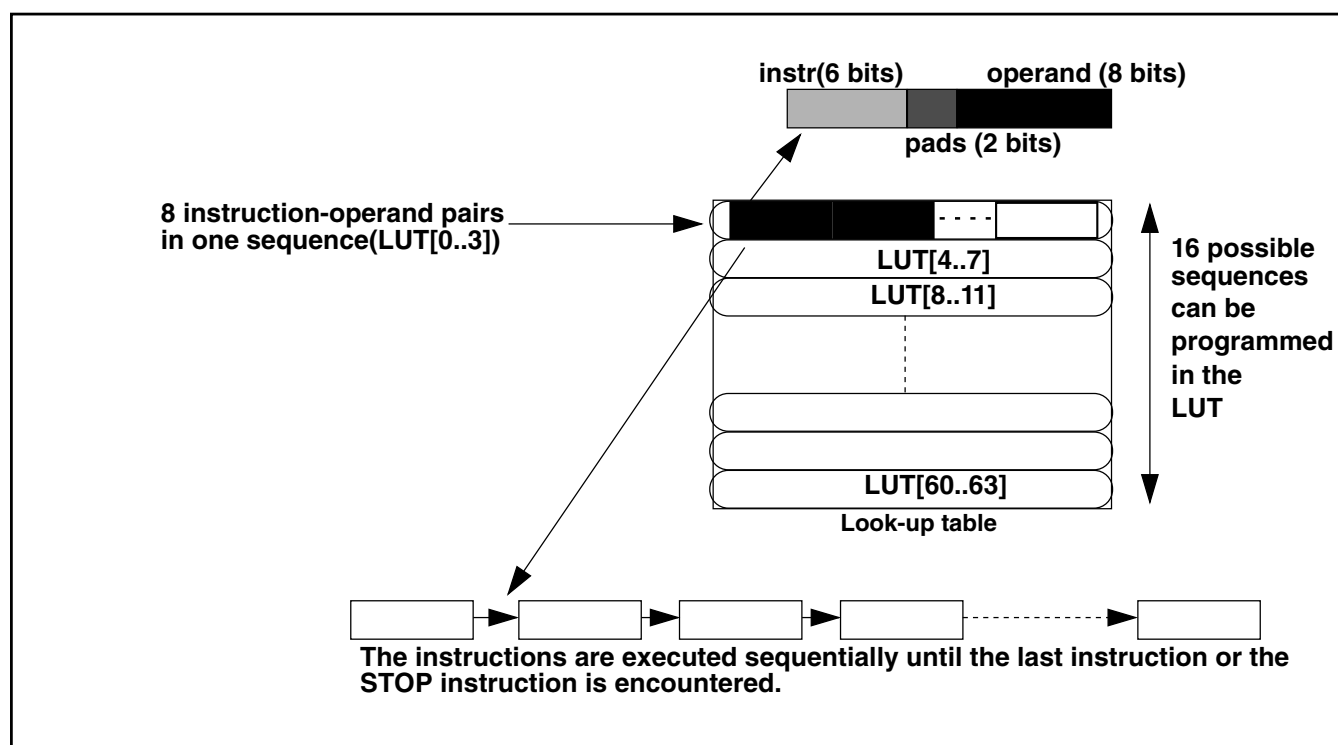 instr(6 bits)
operand (8 bits)
pads (2 bits)
8 instruction-operand pairs
in one sequence(LUT[0..3])
LUT[4..7]
LUT[8..11]
LUT[60..63]
Look-up table
16 possible
sequences
can be
programmed
in the
LUT
The instructions are executed sequentially until the last instruction or the
STOP instruction is encountered.